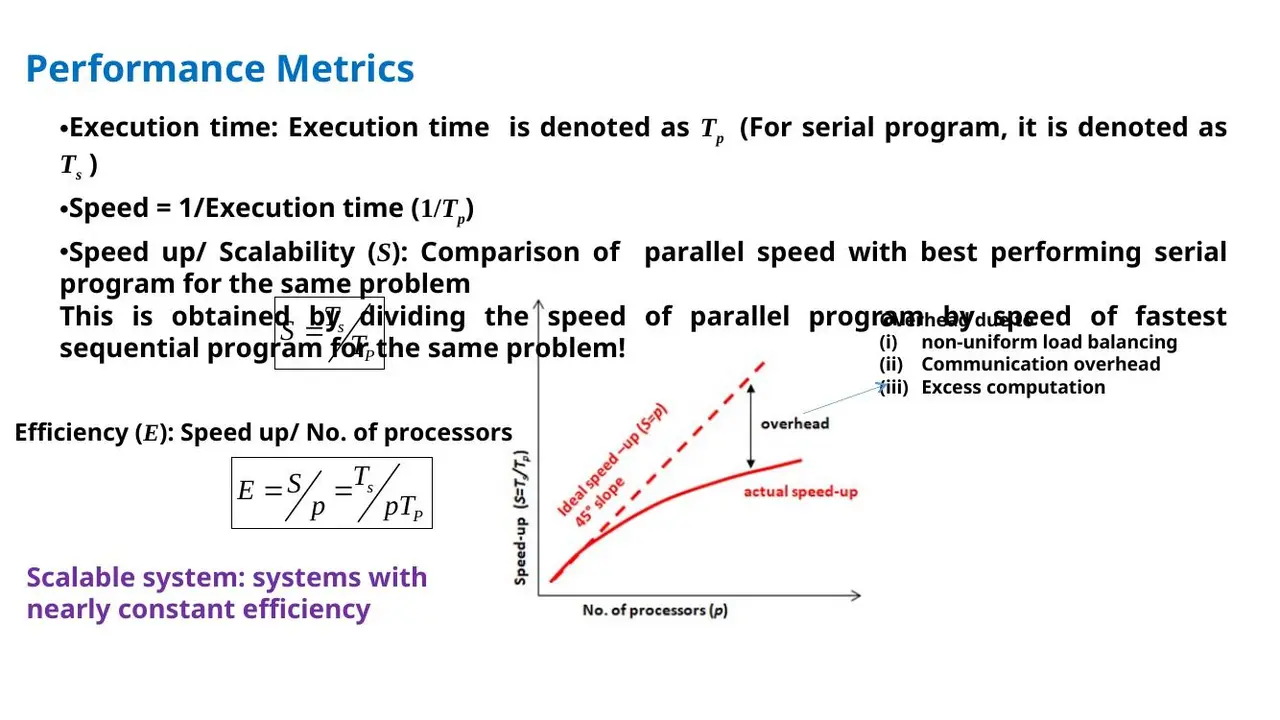 Performance Metrics
•Execution time: Execution time is denoted as Tp (For serial program, it is denoted as
Ts )
•Speed = 1/Execution time (1/Tp)
•Speed up/ Scalability (S): Comparison of parallel speed with best performing serial
program for the same problem
This is obtained by dividing the speed of parallel program by speed of fastest
sequential program for the same problem!
S = Ts/TP
overhead due to
(i) non-uniform load balancing
(ii) Communication overhead
(iii) Excess computation
Efficiency (E): Speed up/ No. of processors
E = S/p = Ts/pTP
Scalable system: systems with
nearly constant efficiency
Speed-up (S=Ts/Tp)
Ideal speed –up (S=p)
45° slope
overhead
actual speed-up
No. of processors (p)